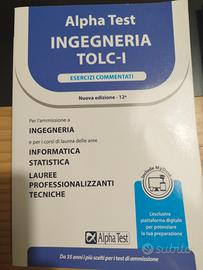 Alpha Test
INGEGNERIA
TOLC-I
ESERCIZI COMMENTATI
Nuova edizione - 12ª
Per l'ammissione a
INGEGNERIA
e per i corsi di laurea delle aree
INFORMATICA
STATISTICA
LAUREE
PROFESSIONALIZZANTI
TECNICHE
Include MyDesk
L'esclusiva
piattaforma digitale
per potenziare
la tua preparazione
Alpha Test
Da 35 anni i più scelti per i test di ammissione
subito